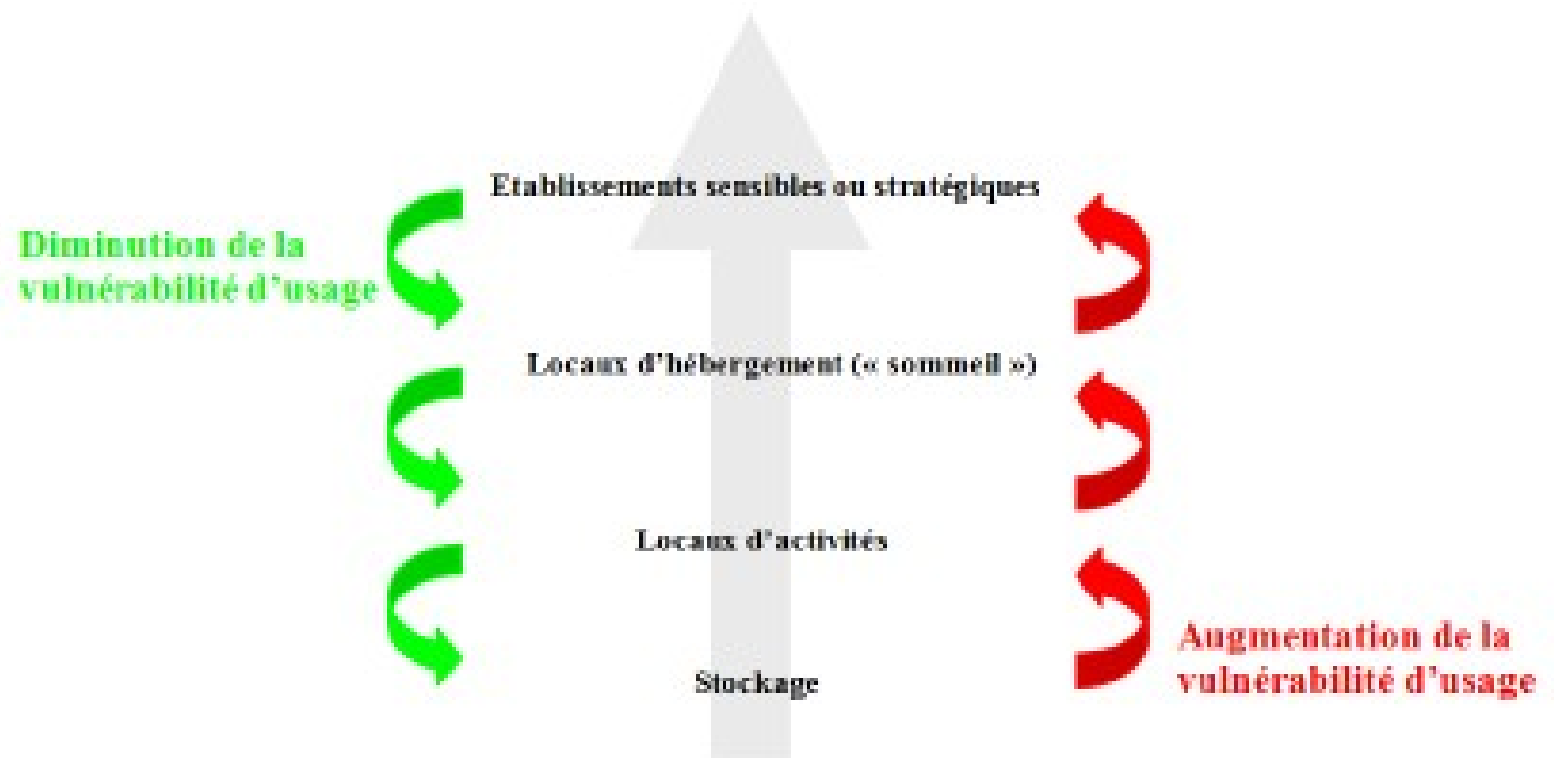 Etablissements sensibles ou stratégiques
Diminution de la
vulnérabilité d'usage
Locaux d'hébergement (« sommeil »)
Locaux d'activités
Stockage
Augmentation de la
vulnérabilité d'usage